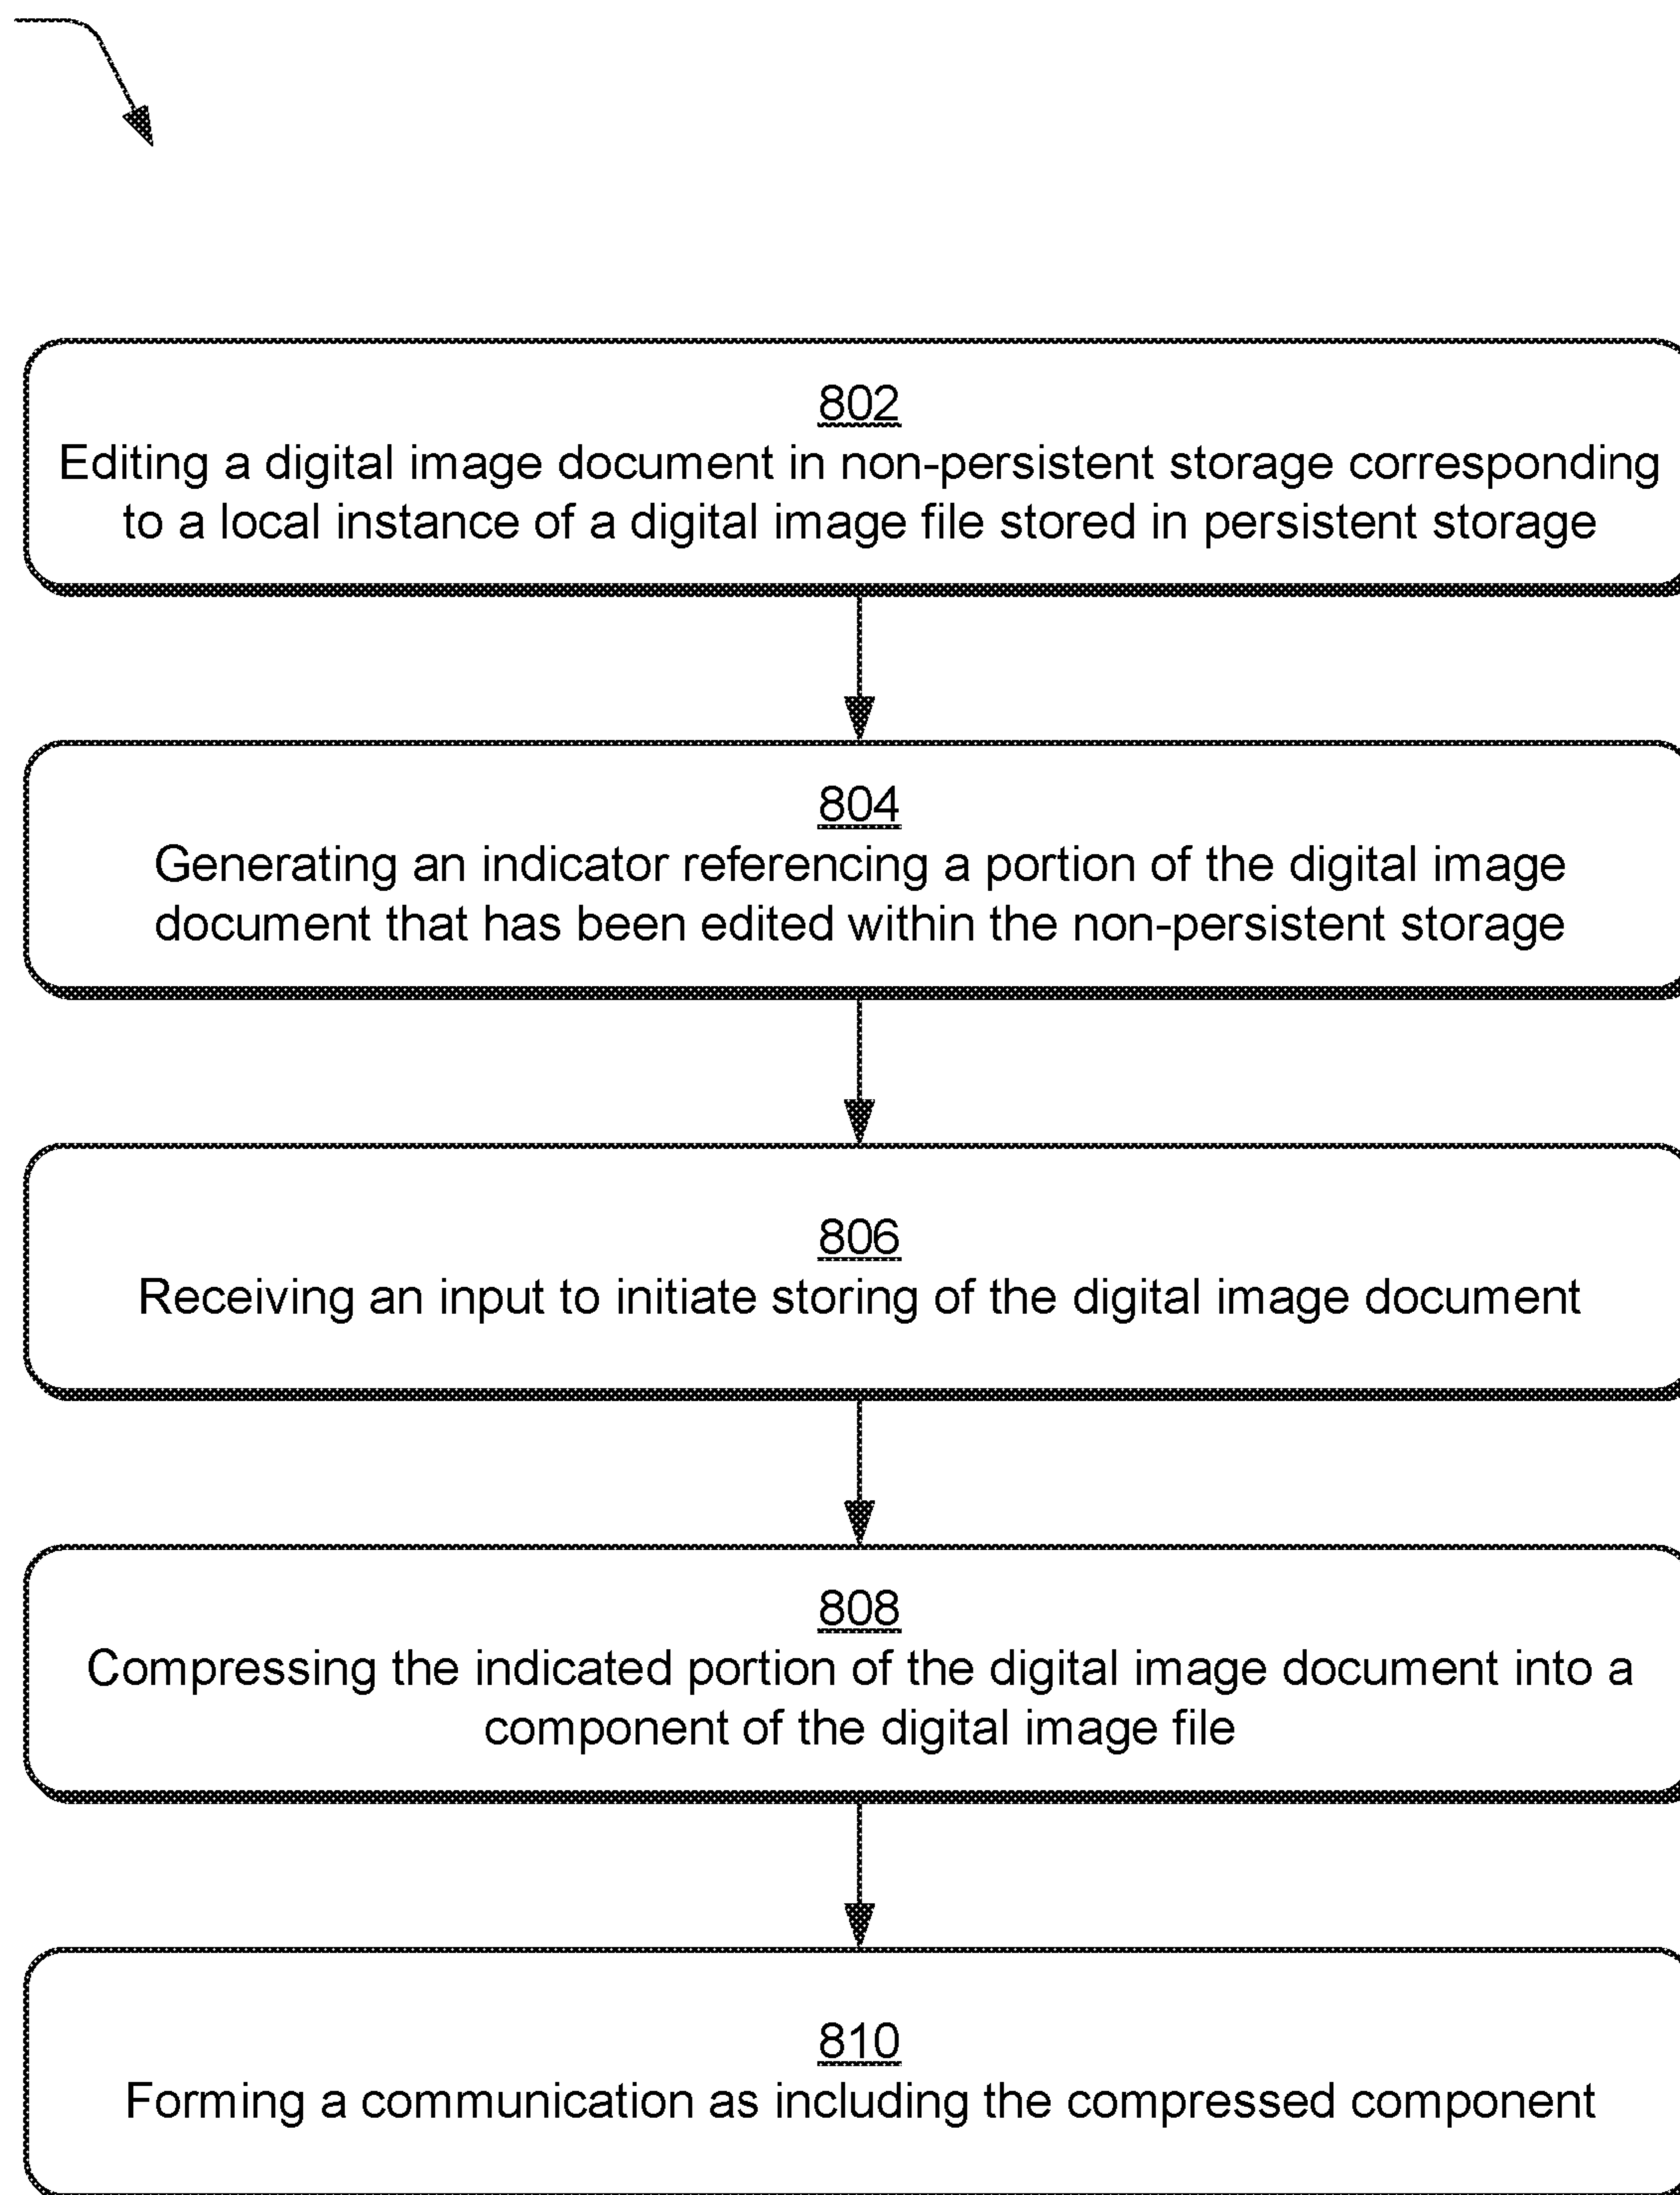 802
Editing a digital image document in non-persistent storage corresponding
to a local instance of a digital image file stored in persistent storage
804
Generating an indicator referencing a portion of the digital image
document that has been edited within the non-persistent storage
806
Receiving an input to initiate storing of the digital image document
808
Compressing the indicated portion of the digital image document into a
component of the digital image file
810
Forming a communication as including the compressed component